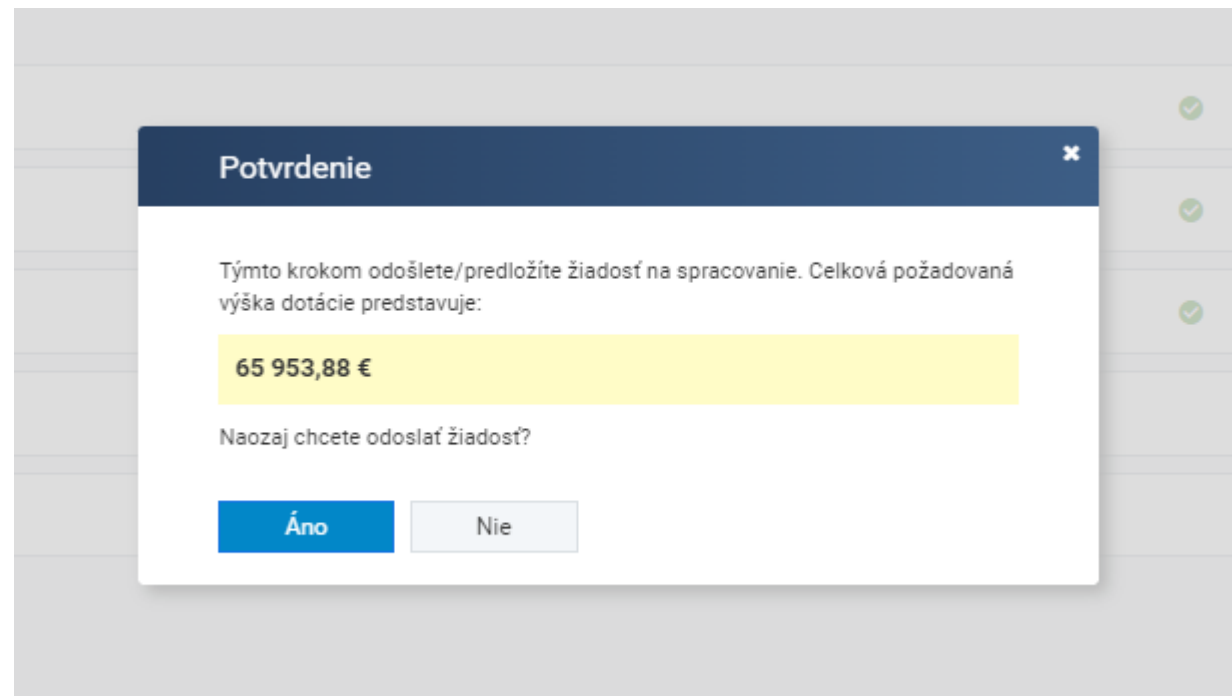 Potvrdenie
Týmto krokom odošlete/predložíte žiadosť na spracovanie. Celková požadovaná
výška dotácie predstavuje:
65 953,88 €
Naozaj chcete odoslať žiadosť?
Áno
Nie